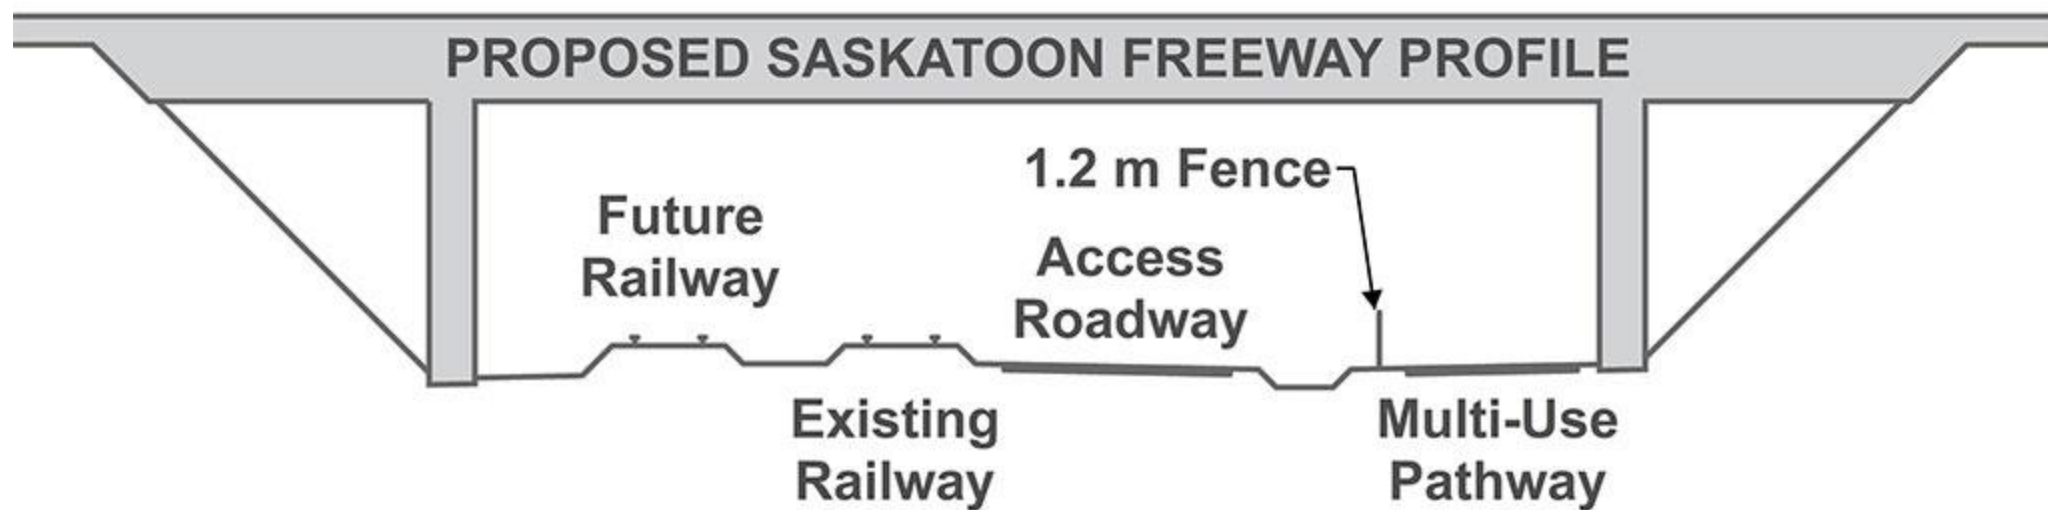 PROPOSED SASKATOON FREEWAY PROFILE
1.2 m Fence
Future
Railway
Access
Roadway
Existing
Railway
Multi-Use
Pathway